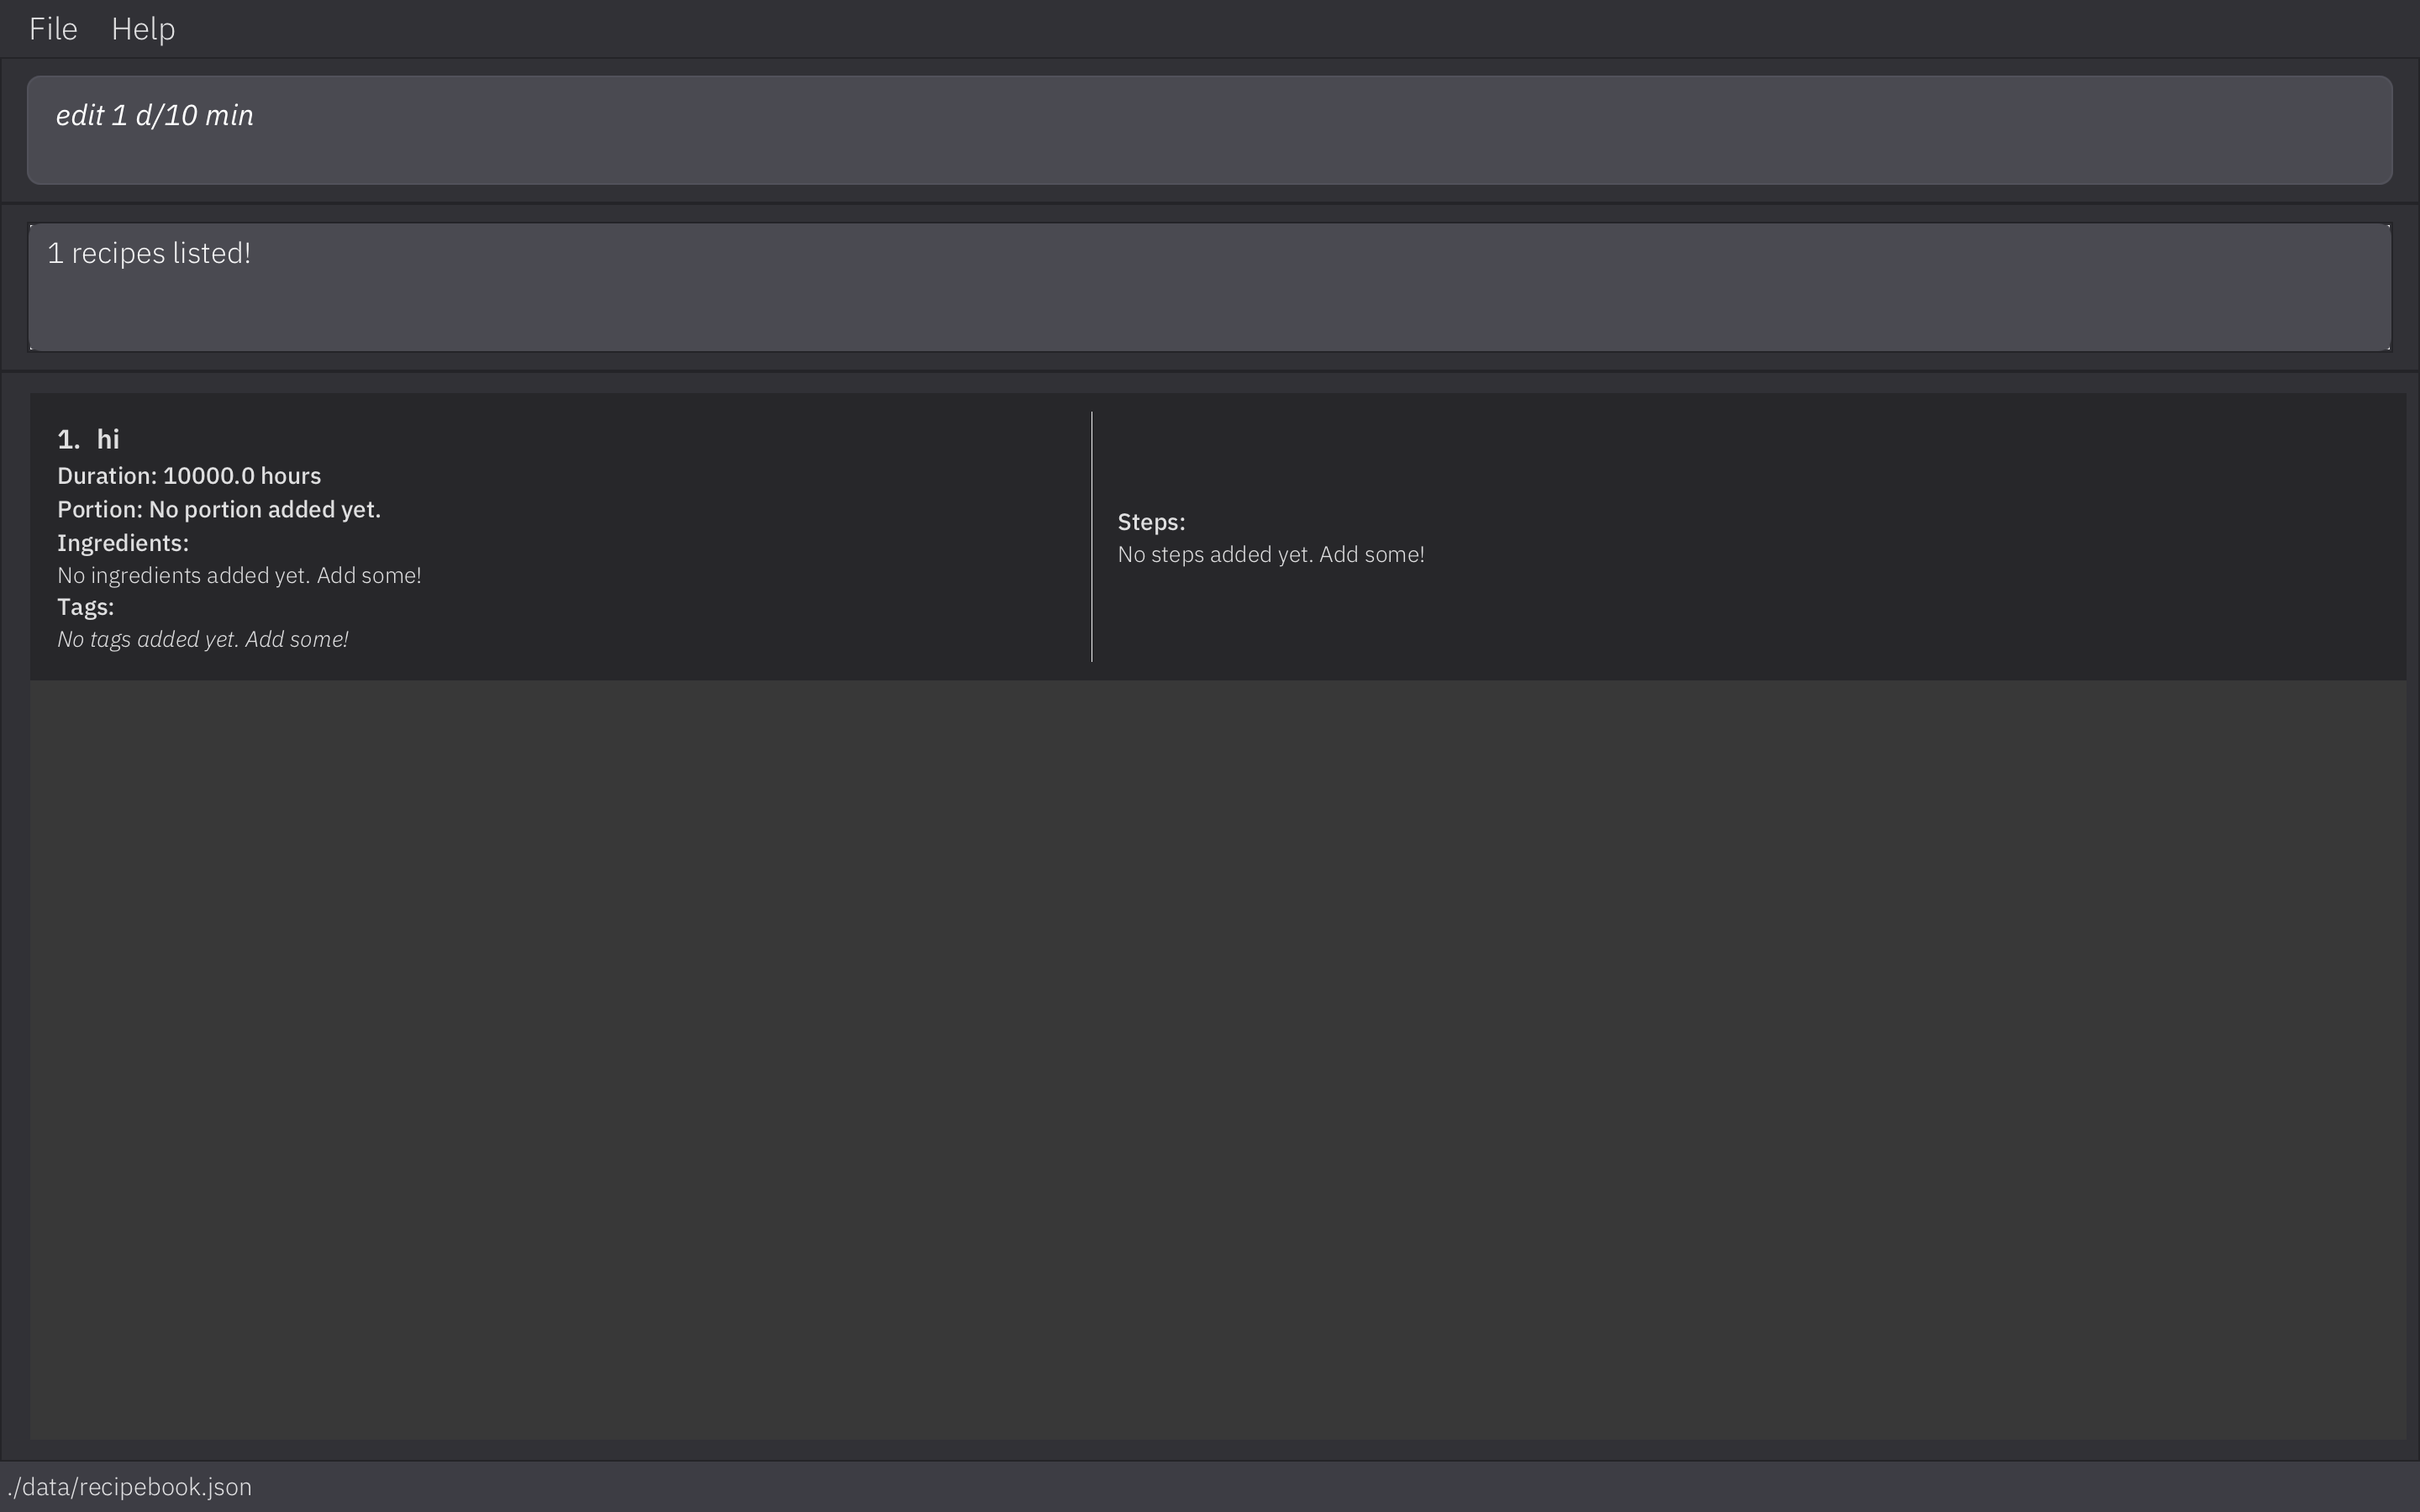 File Help
edit 1 d/10 min
1 recipes listed!
1. hi
Duration: 10000.0 hours
Portion: No portion added yet.
Ingredients:
No ingredients added yet. Add some!
Tags:
No tags added yet. Add some!
Steps:
No steps added yet. Add some!
./data/recipebook.json